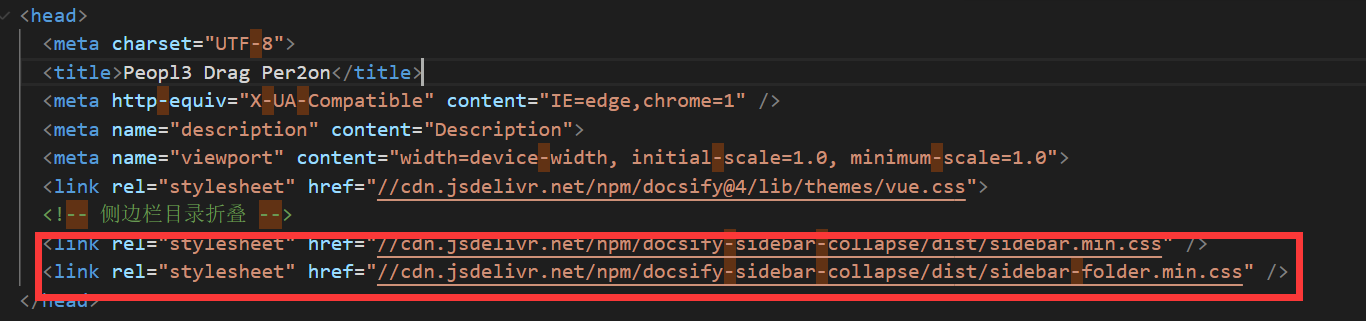 <head>
<meta charset="UTF-8">
<title>Peopl3 Drag Per2on</title>
<meta http-equiv="X-UA-Compatible" content="IE=edge,chrome=1" />
<meta name="description" content="Description">
<meta name="viewport" content="width=device-width, initial-scale=1.0, minimum-scale=1.0">
<link rel="stylesheet" href="//cdn.jsdelivr.net/npm/docsify@4/lib/themes/vue.css">
<!-- 侧边栏目录折叠 -->
<link rel="stylesheet" href="//cdn.jsdelivr.net/npm/docsify-sidebar-collapse/dist/sidebar.min.css" />
<link rel="stylesheet" href="//cdn.jsdelivr.net/npm/docsify-sidebar-collapse/dist/sidebar-folder.min.css" />
</head>